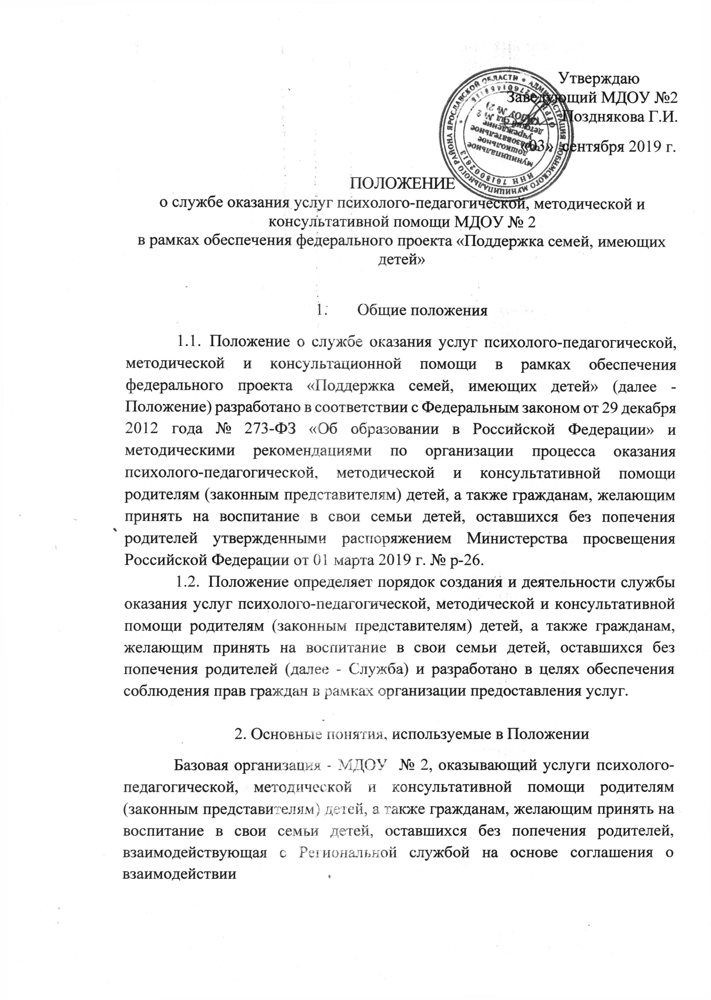 Утверждаю
Заведующий МДОУ №2
Позднякова Г.И.
«03» сентября 2019 г.
АДМИНИСТРАЦИЯ ЛЮБИМСКОГО МУНИЦИПАЛЬНОГО РАЙОНА ЯРОСЛАВСКОЙ ОБЛАСТИ
ИНН 7618002613
муниципальное
дошкольное
образовательное
учреждение
детский сад № 2
(МДОУ № 2)
ПОЛОЖЕНИЕ
о службе оказания услуг психолого-педагогической, методической и
консультативной помощи МДОУ № 2
в рамках обеспечения федерального проекта «Поддержка семей, имеющих
детей»
1. Общие положения
1.1. Положение о службе оказания услуг психолого-педагогической,
методической и консультационной помощи в рамках обеспечения
федерального проекта «Поддержка семей, имеющих детей» (далее -
Положение) разработано в соответствии с Федеральным законом от 29 декабря
2012 года № 273-ФЗ «Об образовании в Российской Федерации» и
методическими рекомендациями по организации процесса оказания
психолого-педагогической, методической и консультативной помощи
родителям (законным представителям) детей, а также гражданам, желающим
принять на воспитание в свои семьи детей, оставшихся без попечения
родителей утвержденными распоряжением Министерства просвещения
Российской Федерации от 01 марта 2019 г. № р-26.
1.2. Положение определяет порядок создания и деятельности службы
оказания услуг психолого-педагогической, методической и консультативной
помощи родителям (законным представителям) детей, а также гражданам,
желающим принять на воспитание в свои семьи детей, оставшихся без
попечения родителей (далее - Служба) и разработано в целях обеспечения
соблюдения прав граждан в рамках организации предоставления услуг.
2. Основные понятия, используемые в Положении
Базовая организация - МДОУ № 2, оказывающий услуги психолого-
педагогической, методической и консультативной помощи родителям
(законным представителям) детей, а также гражданам, желающим принять на
воспитание в свои семьи детей, оставшихся без попечения родителей,
взаимодействующая с Региональной службой на основе соглашения о
взаимодействии